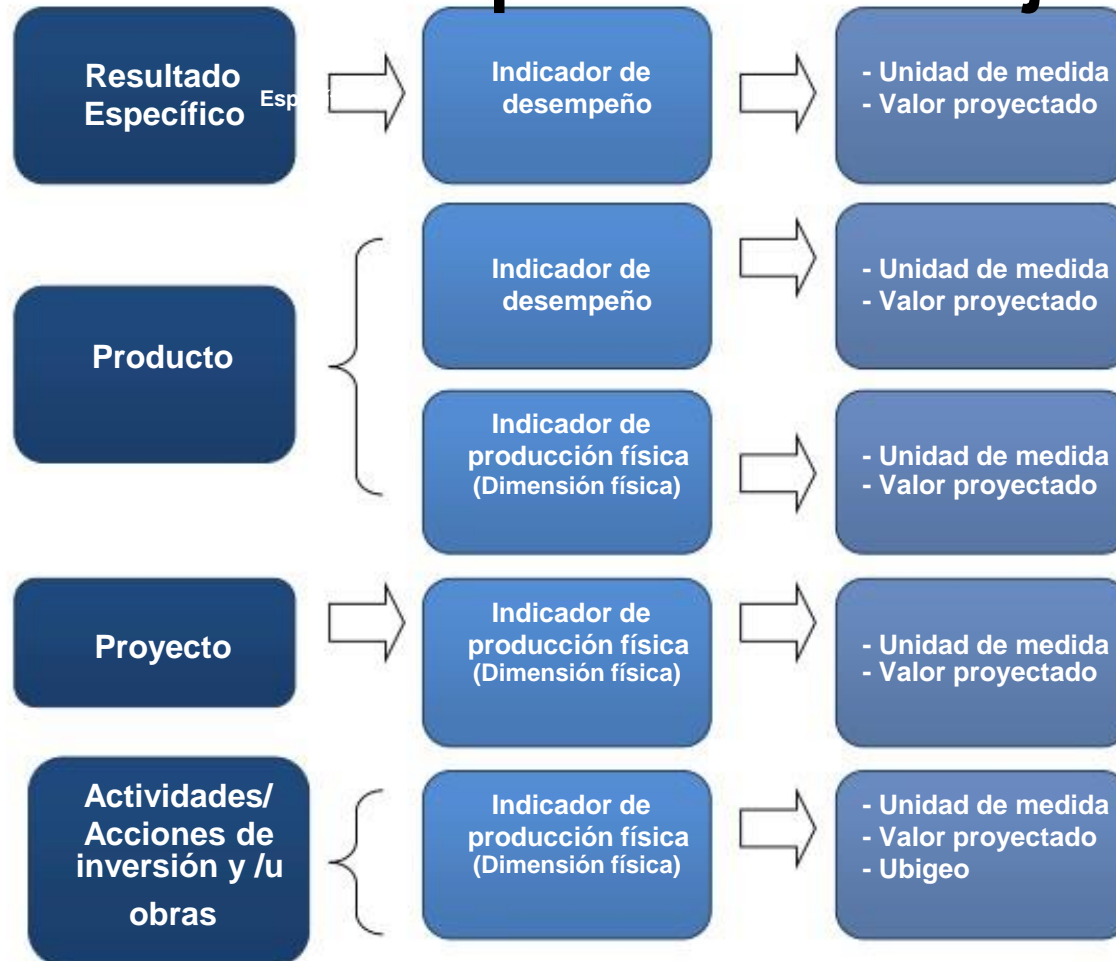 Resultado
Específico
Indicador de
desempeño
- Unidad de medida
- Valor proyectado
Producto
Indicador de
desempeño
- Unidad de medida
- Valor proyectado
Indicador de
producción física
(Dimensión física)
- Unidad de medida
- Valor proyectado
Proyecto
Indicador de
producción física
(Dimensión física)
- Unidad de medida
- Valor proyectado
Actividades/
Acciones de
inversión y /u
obras
Indicador de
producción física
(Dimensión física)
- Unidad de medida
- Valor proyectado
- Ubigeo